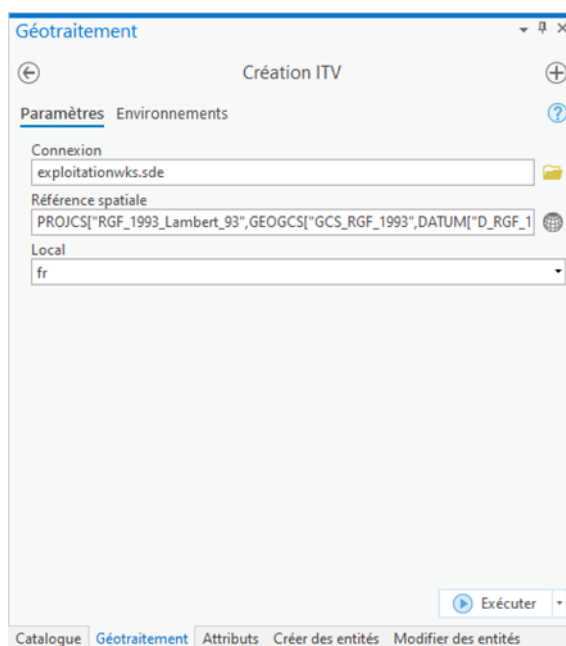 Géotraitement
Création ITV
Paramètres Environnements
Connexion
exploitationwks.sde
Référence spatiale
PROJCS["RGF_1993_Lambert_93",GEOGCS["GCS_RGF_1993",DATUM["D_RGF_1
Local
fr
Exécuter
Catalogue Géotraitement Attributs Créer des entités Modifier des entités